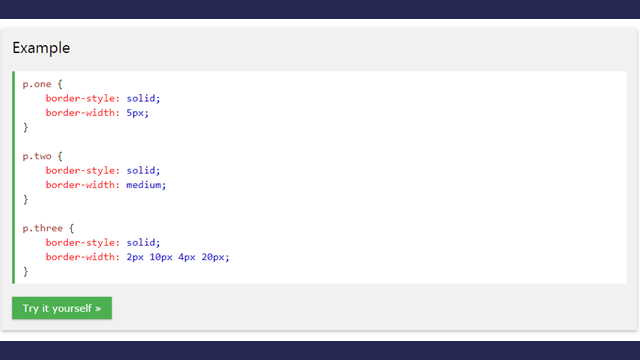 Example
p.one {
border-style: solid;
border-width: 5px;
}
p.two {
border-style: solid;
border-width: medium;
}
p.three {
border-style: solid;
border-width: 2px 10px 4px 20px;
}
Try it yourself »